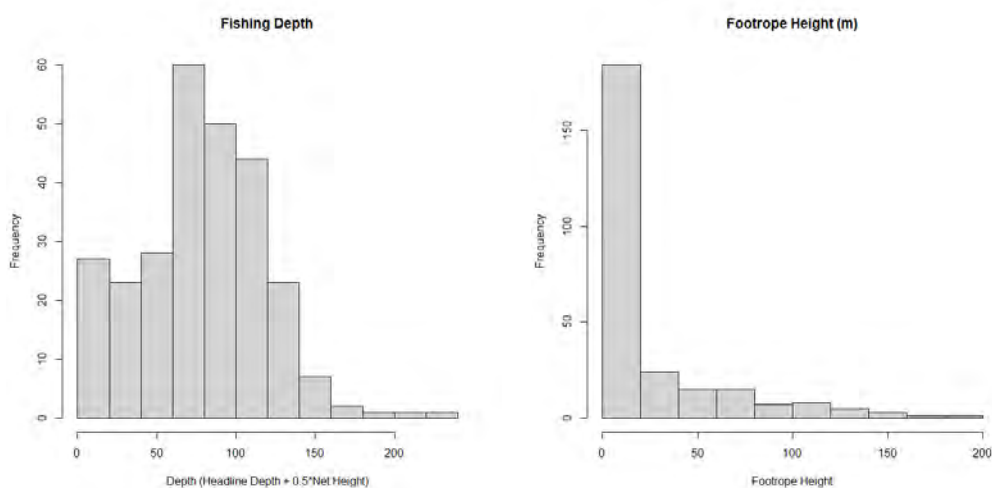 Fishing Depth
Frequency
60
50
40
30
20
10
0
0 50 100 150 200
Depth (Headline Depth + 0.5*Net Height)
Footrope Height (m)
Frequency
150
100
50
0
0 50 100 150 200
Footrope Height